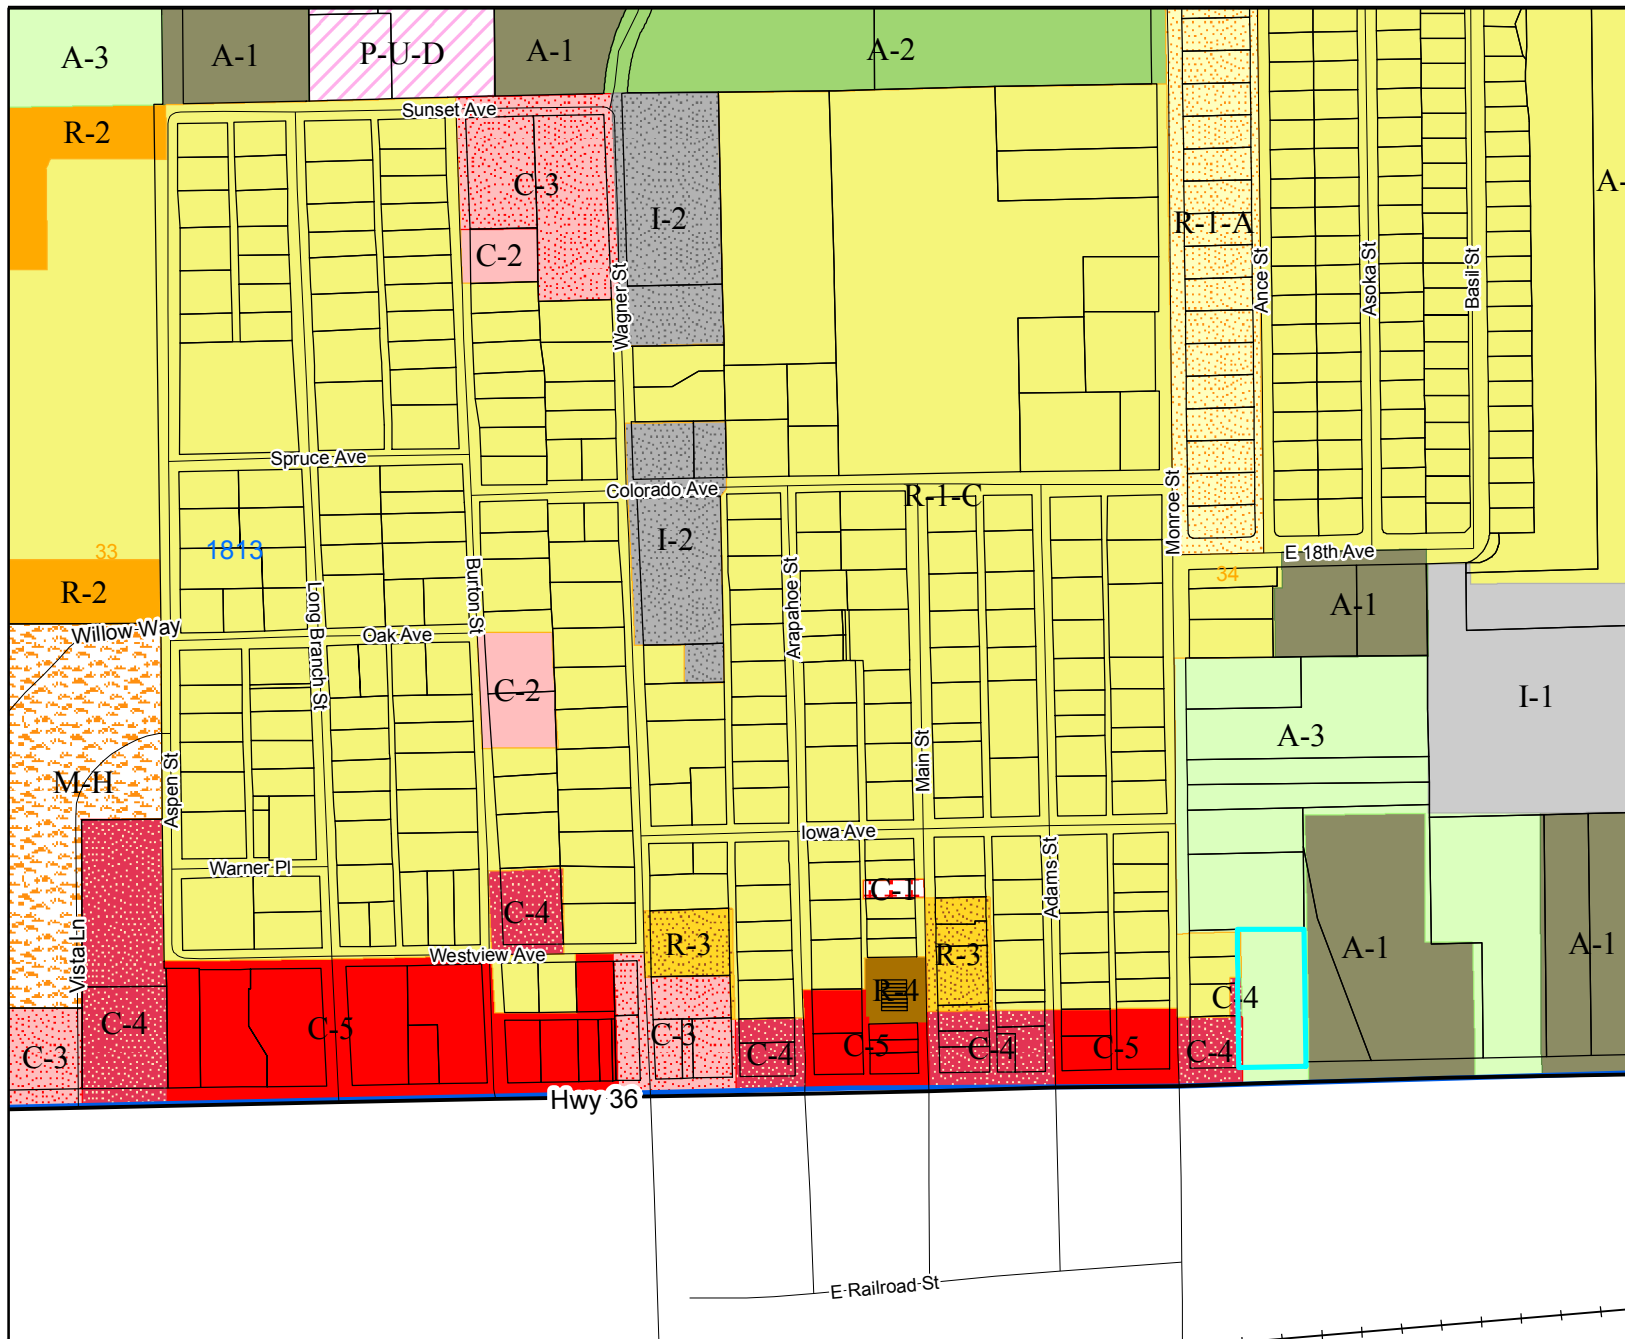 A-3
A-1
P-U-D
A-1
A-2
Sunset Ave
R-2
C-3
A-
I-2
R-1-A
C-2
Wagner St
Ance St
Asoka St
Basil St
Spruce Ave
Colorado Ave
R-1-C
Monroe St
33
1813
I-2
E 18th Ave
34
R-2
Long Branch St
Burton St
Arapahoe St
A-1
Willow Way
Oak Ave
C-2
I-1
A-3
M-H
Aspen St
Main St
Iowa Ave
Warner Pl
C-1
Adams St
C-4
Vista Ln
Westview Ave
R-3
R-3
A-1
A-1
R-4
C-4
C-4
C-5
C-3
C-3
C-4
C-5
C-4
C-5
C-4
Hwy 36
E Railroad St